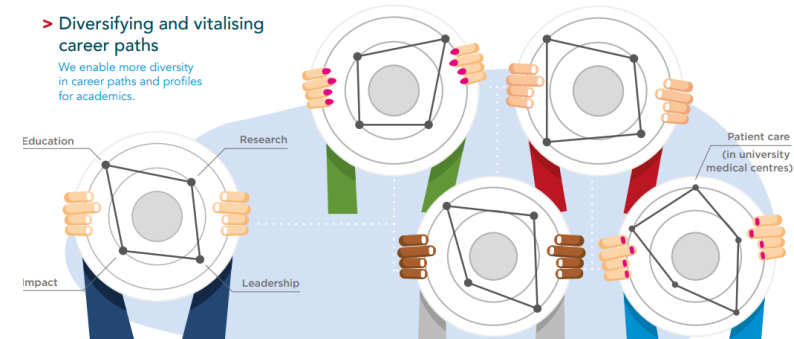 > Diversifying and vitalising
career paths
We enable more diversity
in career paths and profiles
for academics.
Education
Research
Impact
Leadership
Patient care
(in university
medical centres)